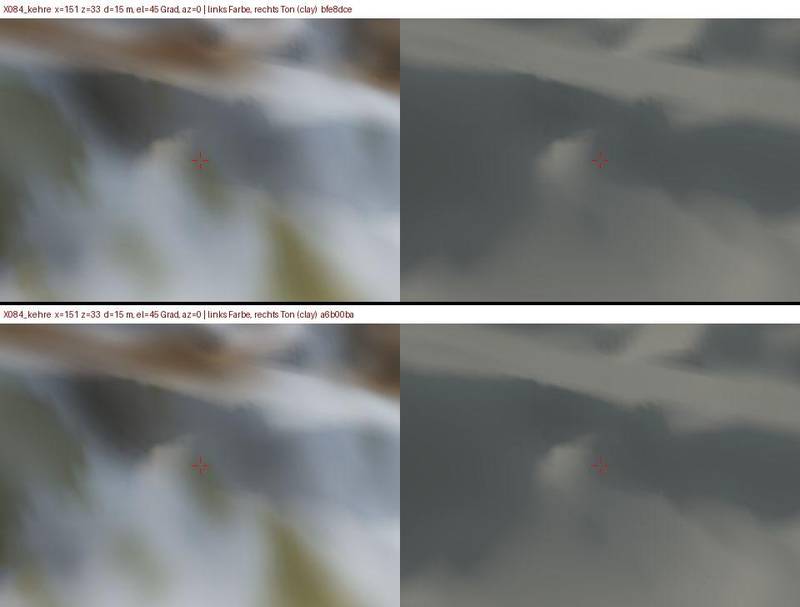 X084_kehre x=151 z=33 d=15 m, el=45 Grad, az=0 | links Farbe, rechts Ton (clay) bfe8dce
X084_kehre x=151 z=33 d=15 m, el=45 Grad, az=0 | links Farbe, rechts Ton (clay) a6b00ba